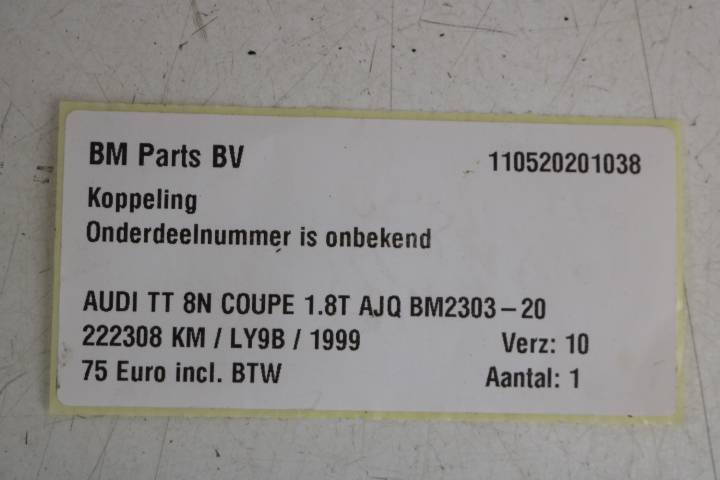 BM Parts BV 110520201038
Koppeling
Onderdeelnummer is onbekend
AUDI TT 8N COUPE 1.8T AJQ BM2303-20
222308 KM / LY9B / 1999 Verz: 10
75 Euro incl. BTW Aantal: 1